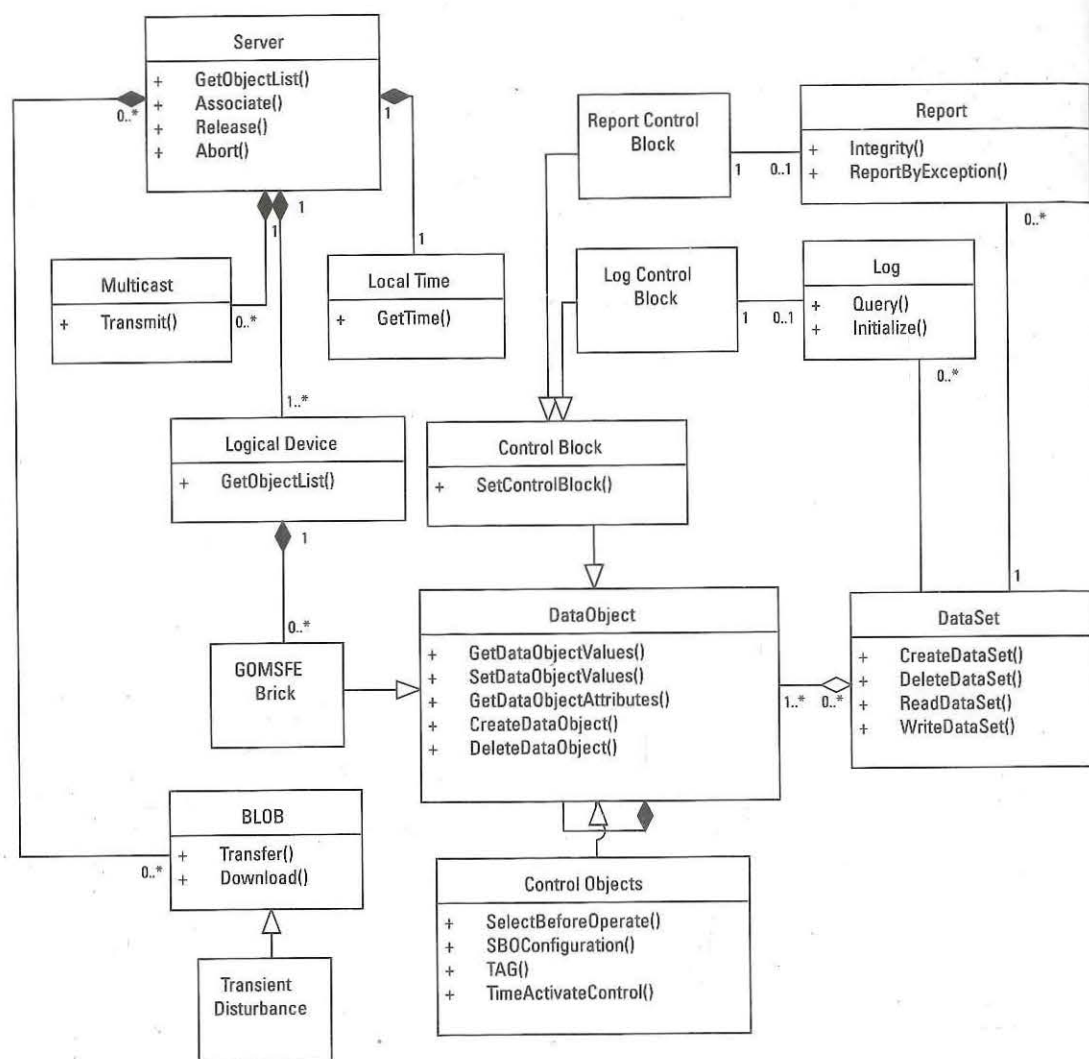 Server
+ GetObjectList()
+ Associate()
+ Release()
+ Abort()
0..*
1
1
1
Multicast
+ Transmit()
0..*
Local Time
+ GetTime()
1
Report Control
Block
1
0..1
Report
+ Integrity()
+ ReportByException()
0..*
Log Control
Block
1
0..1
Log
+ Query()
+ Initialize()
0..*
1..*
Logical Device
+ GetObjectList()
1
Control Block
+ SetControlBlock()
0..*
GOMSFE
Brick
DataObject
+ GetDataObjectValues()
+ SetDataObjectValues()
+ GetDataObjectAttributes()
+ CreateDataObject()
+ DeleteDataObject()
1..*
0..*
1
DataSet
+ CreateDataSet()
+ DeleteDataSet()
+ ReadDataSet()
+ WriteDataSet()
BLOB
+ Transfer()
+ Download()
0..*
Control Objects
+ SelectBeforeOperate()
+ SBOConfiguration()
+ TAG()
+ TimeActivateControl()
Transient
Disturbance